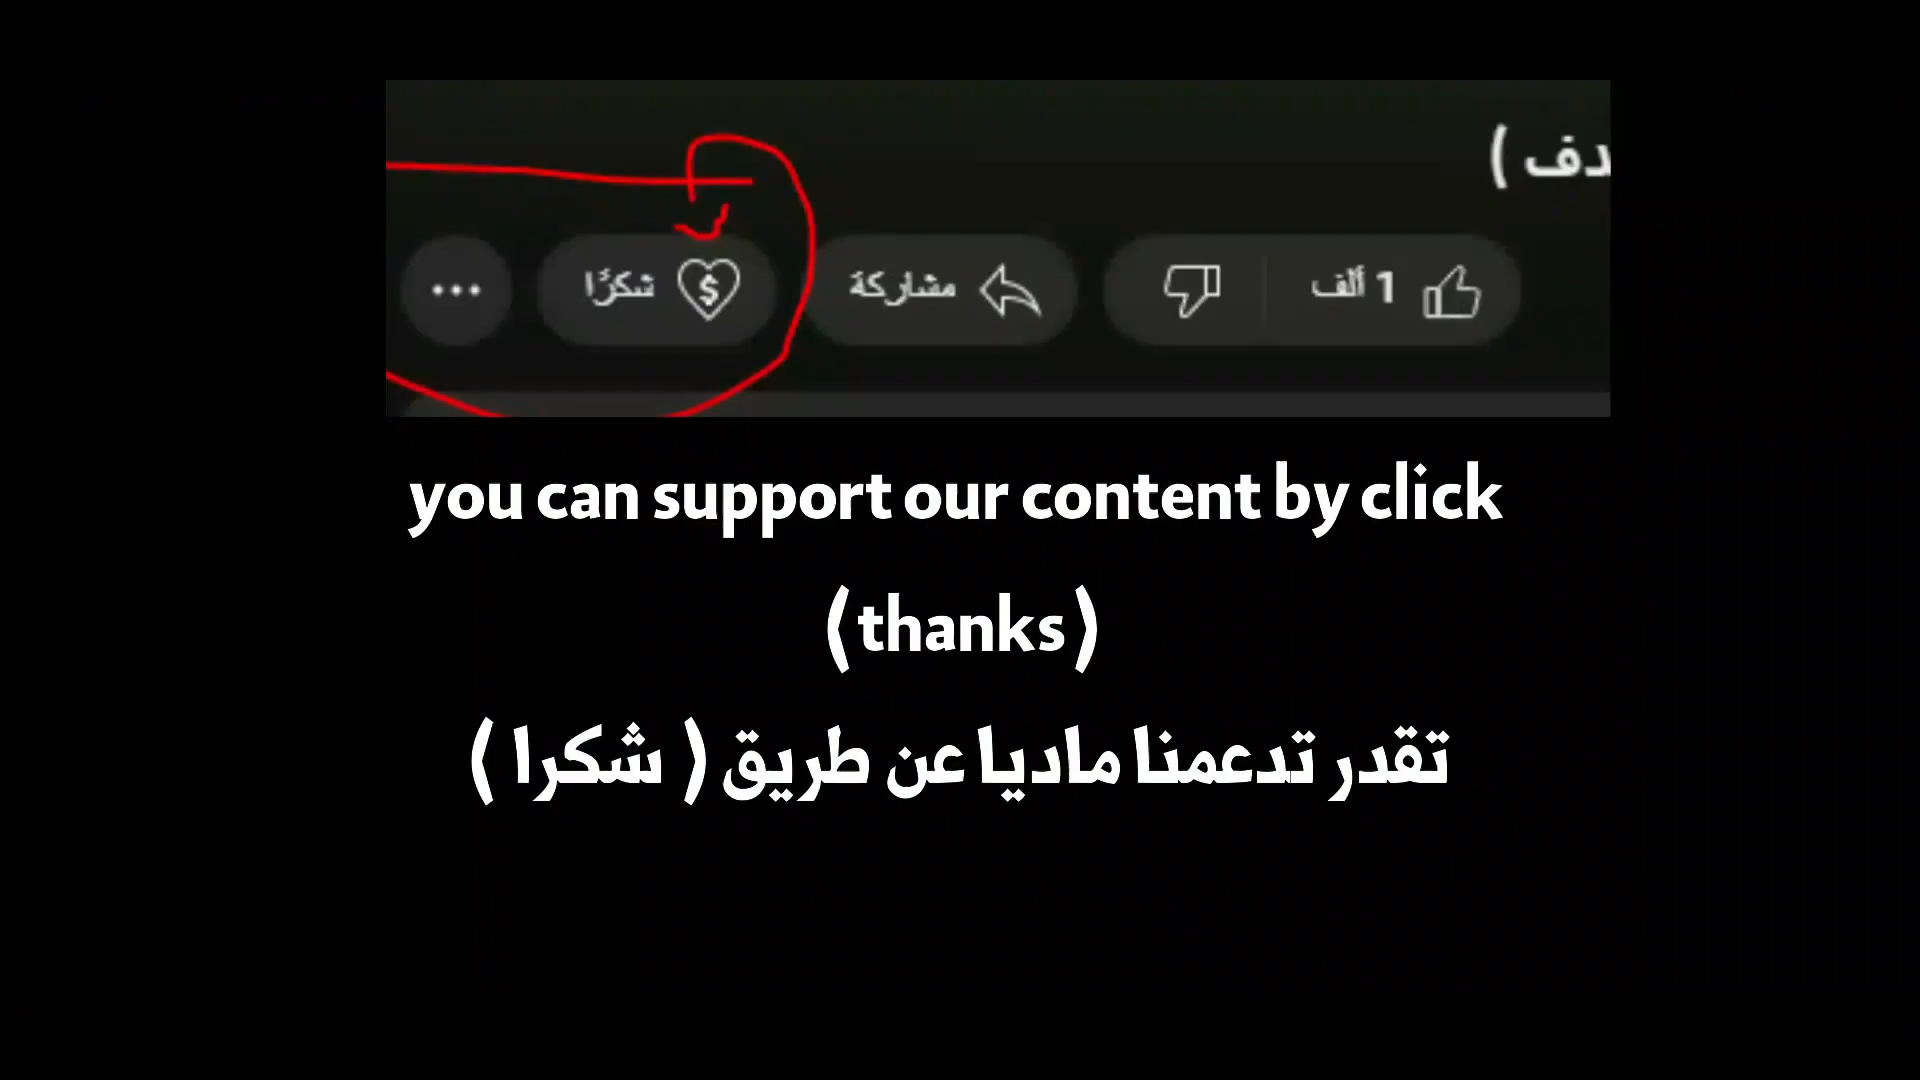 دف )
1 ألف
مشاركة
شكرًا
you can support our content by click
(thanks)
تقدر تدعمنا ماديا عن طريق ( شكرا )